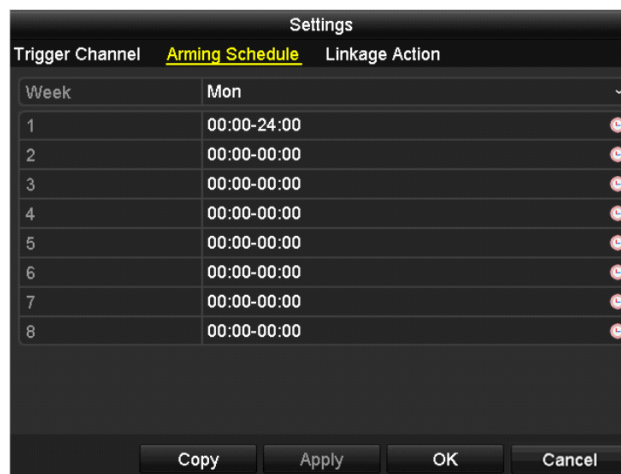 Settings
Trigger Channel Arming Schedule Linkage Action
Week Mon
1 00:00-24:00
2 00:00-00:00
3 00:00-00:00
4 00:00-00:00
5 00:00-00:00
6 00:00-00:00
7 00:00-00:00
8 00:00-00:00
Copy Apply OK Cancel